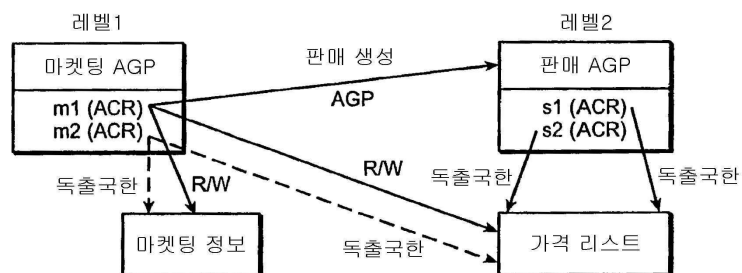 레벨1
레벨2
마케팅 AGP
판매 생성
AGP
판매 AGP
m1 (ACR)
m2 (ACR)
s1 (ACR)
s2 (ACR)
독출국한
R/W
R/W
독출국한
독출국한
마켓팅 정보
독출국한
가격 리스트